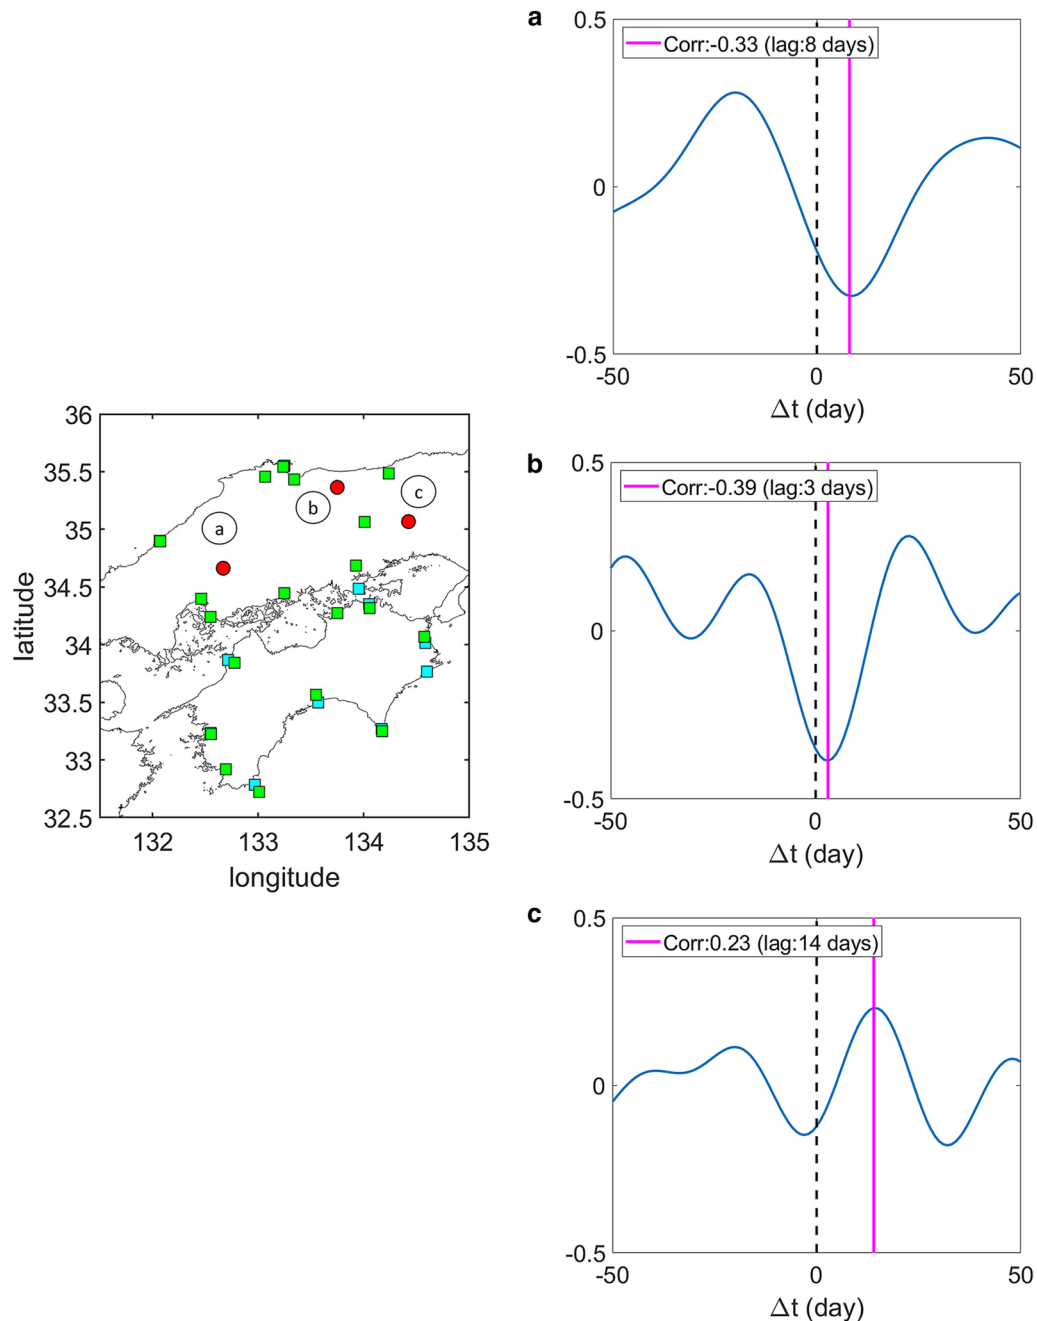 a
0.5
Corr:-0.33 (lag:8 days)
0
-0.5
-50 0 50
Δt (day)
36
35.5
35
34.5
34
33.5
33
32.5
latitude
a
b
c
132 133 134 135
longitude
b
0.5
Corr:-0.39 (lag:3 days)
0
-0.5
-50 0 50
Δt (day)
c
0.5
Corr:0.23 (lag:14 days)
0
-0.5
-50 0 50
Δt (day)